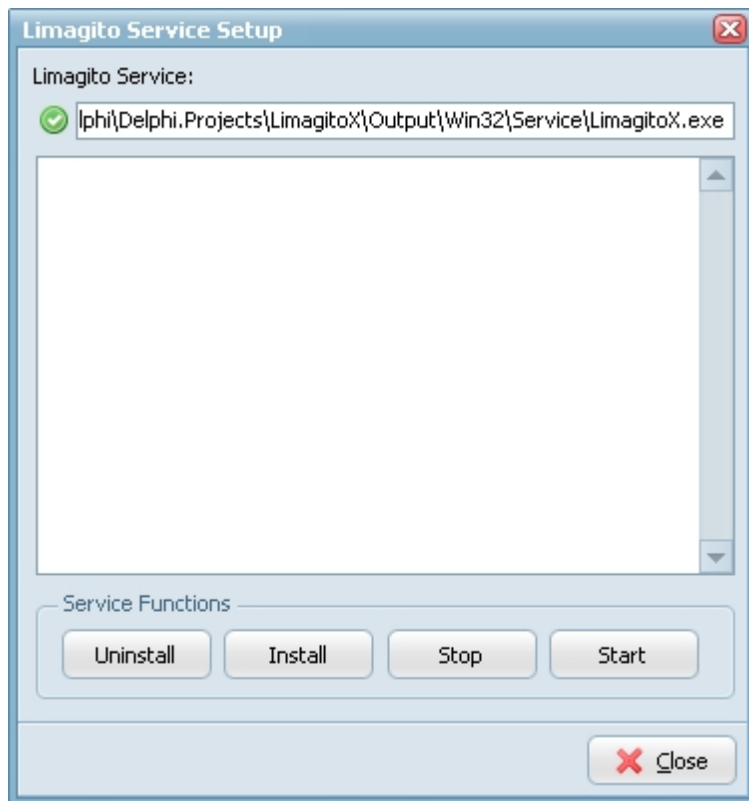 Limagito Service Setup
Limagito Service:
lphi\Delphi.Projects\LimagitoX\Output\Win32\Service\LimagitoX.exe
Service Functions
Uninstall Install Stop Start
Close